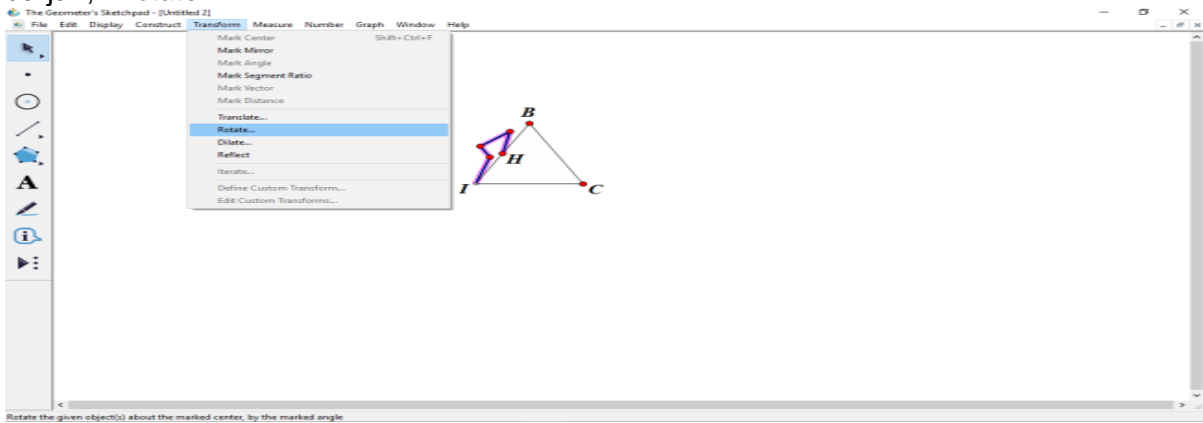 The Geometer's Sketchpad - [Untitled 2]
File Edit Display Construct Transform Measure Number Graph Window Help
Mark Center Shift+Ctrl+F
Mark Mirror
Mark Angle
Mark Segment Ratio
Mark Vector
Mark Distance
Translate...
Rotate...
Dilate...
Reflect
Iterate...
Define Custom Transform...
Edit Custom Transforms...
B
H
I
C
A
Rotate the given object(s) about the marked center, by the marked angle